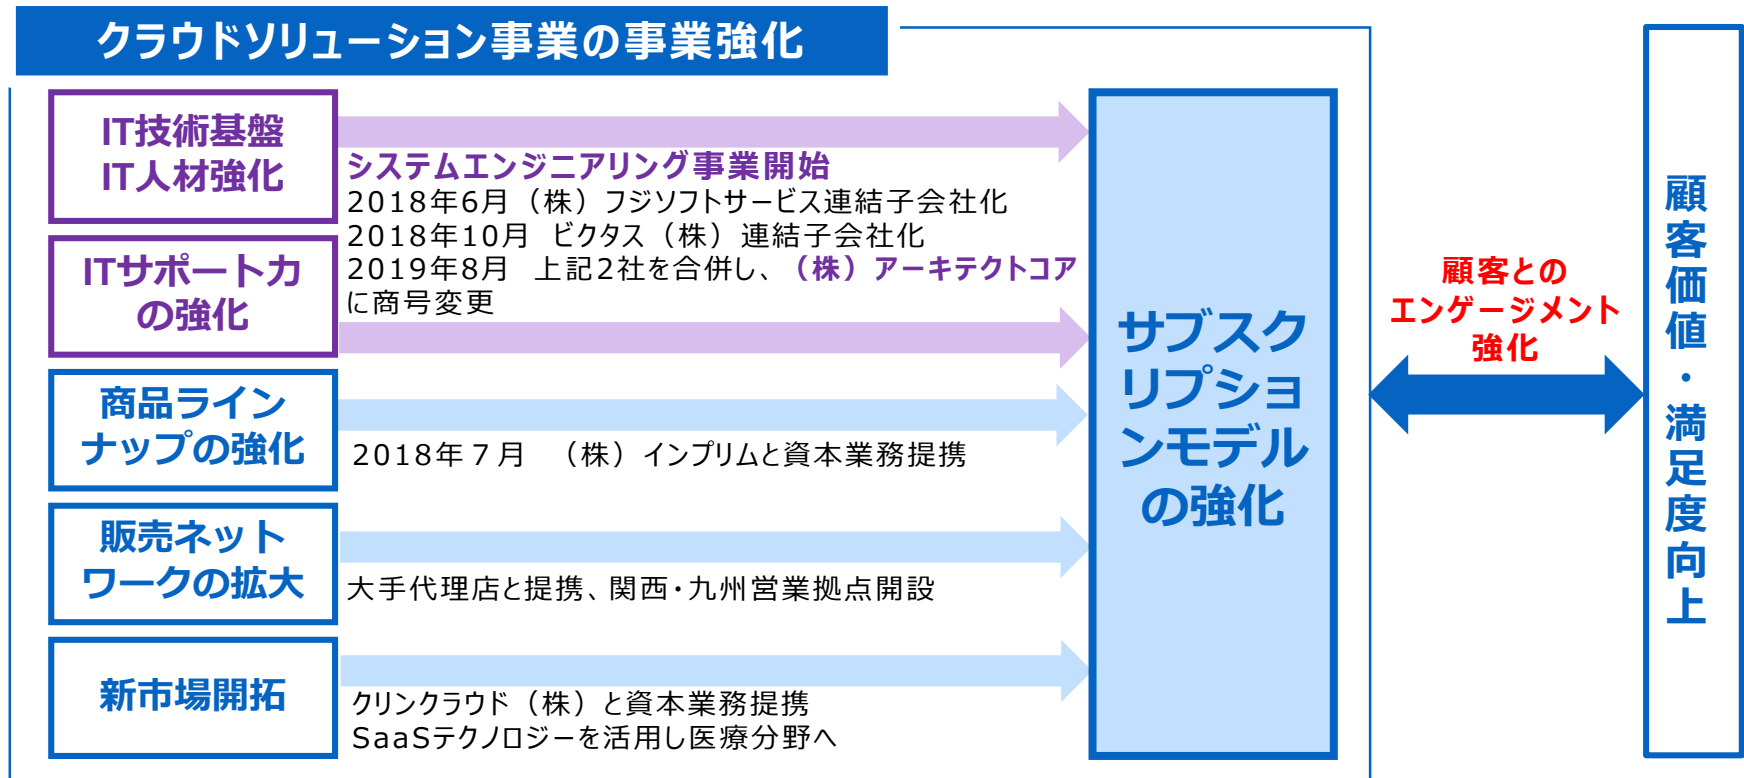 クラウドソリューション事業の事業強化
IT技術基盤
IT人材強化
システムエンジニアリング事業開始
2018年6月（株）フジソフトサービス連結子会社化
2018年10月 ビクタス（株）連結子会社化
2019年8月 上記2社を合併し、（株）アーキテクトコア
に商号変更
ITサポート力
の強化
商品ライン
ナップの強化
2018年７月 （株）インプリムと資本業務提携
販売ネット
ワークの拡大
大手代理店と提携、関西・九州営業拠点開設
新市場開拓
クリンクラウド（株）と資本業務提携
SaaSテクノロジーを活用し医療分野へ
サブスク
リプショ
ンモデル
の強化
顧客との
エンゲージメント
強化
顧客価値・満足度向上